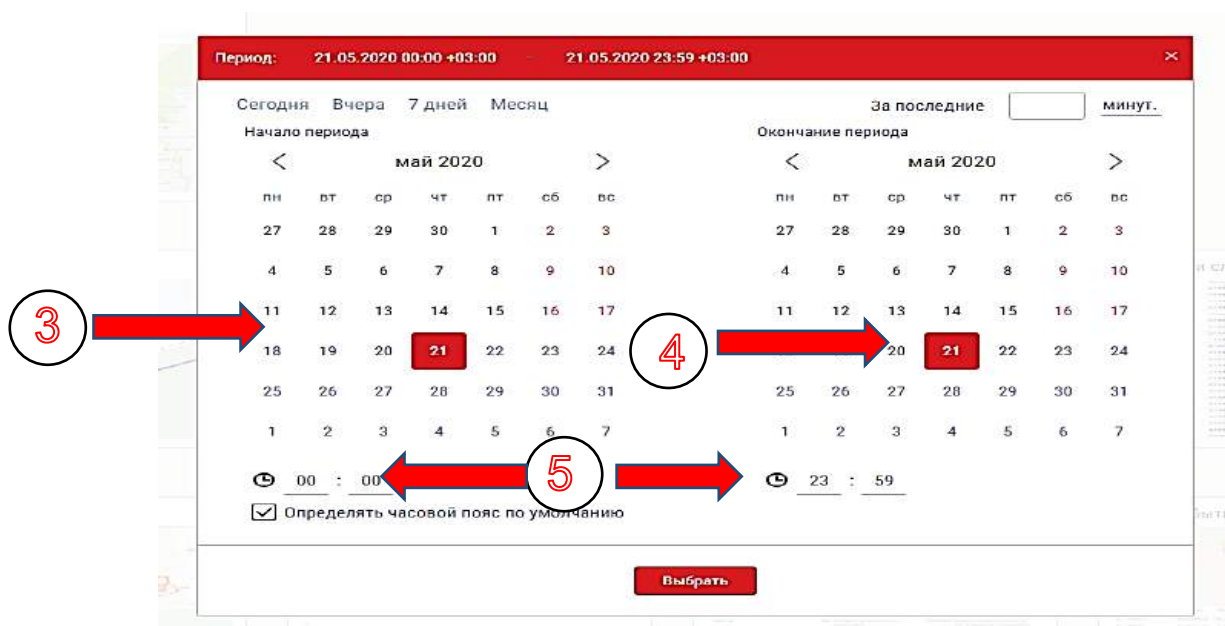 Период: 21.05.2020 00:00 +03:00 - 21.05.2020 23:59 +03:00 ×
Сегодня Вчера 7 дней Месяц За последние минут.
Начало периода Окончание периода
< май 2020 > < май 2020 >
пн вт ср чт пт сб вс пн вт ср чт пт сб вс
27 28 29 30 1 2 3 27 28 29 30 1 2 3
4 5 6 7 8 9 10 4 5 6 7 8 9 10
11 12 13 14 15 16 17 11 12 13 14 15 16 17
3 4
18 19 20 21 22 23 24 20 21 22 23 24
25 26 27 28 29 30 31 25 26 27 28 29 30 31
1 2 3 4 5 6 7 1 2 3 4 5 6 7
00 : 00 5 23 : 59
Определять часовой пояс по умолчанию
Выбрать